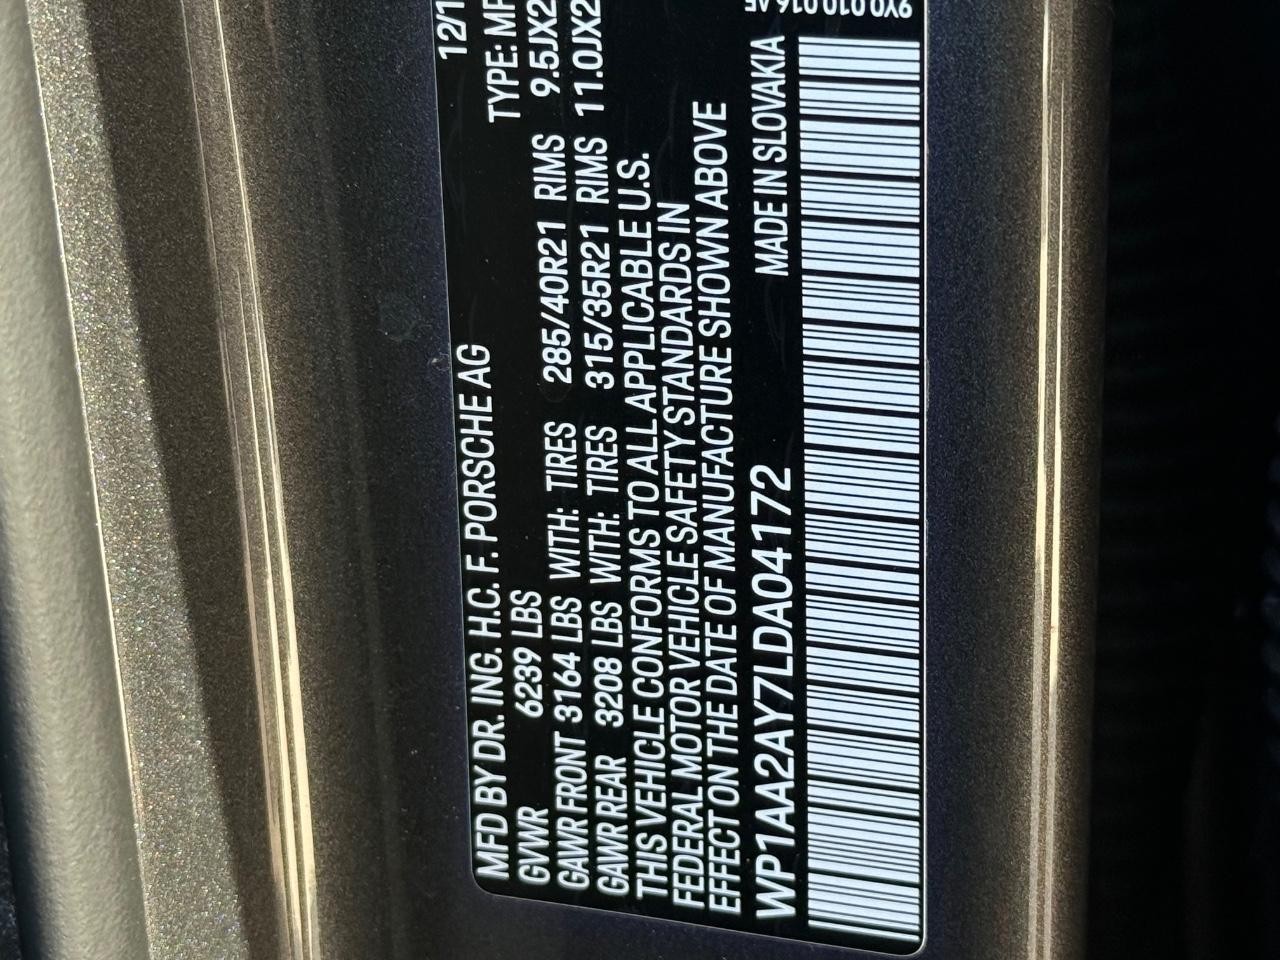 MFD BY DR. ING. H.C. F. PORSCHE AG 12/1
GVWR 6239 LBS TYPE:
GAWR FRONT 3164 LBS WITH: TIRES 285/40R21 RIMS 9.5JX2
GAWR REAR 3208 LBS WITH: TIRES 315/35R21 RIMS 11.0JX2
THIS VEHICLE CONFORMS TO ALL APPLICABLE U.S.
FEDERAL MOTOR VEHICLE SAFETY STANDARDS IN
EFFECT ON THE DATE OF MANUFACTURE SHOWN ABOVE
WP1AA2AY7LDA04172 MADE IN SLOVAKIA